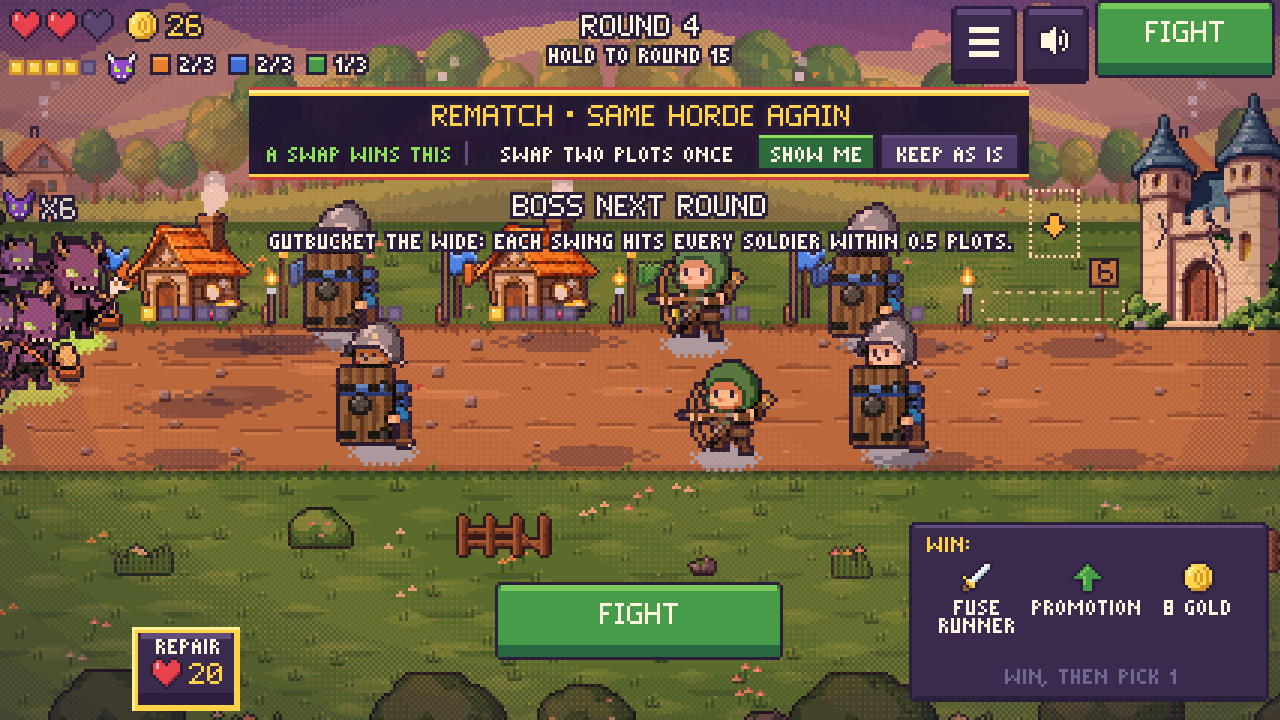 26
ROUND 4
HOLD TO ROUND 15
FIGHT
2/3 2/3 1/3
REMATCH · SAME HORDE AGAIN
A SWAP WINS THIS | SWAP TWO PLOTS ONCE SHOW ME KEEP AS IS
X6
BOSS NEXT ROUND
GUTBUCKET THE WIDE: EACH SWING HITS EVERY SOLDIER WITHIN 0.5 PLOTS.
6
WIN:
FUSE RUNNER
PROMOTION
8 GOLD
WIN, THEN PICK 1
FIGHT
REPAIR
20